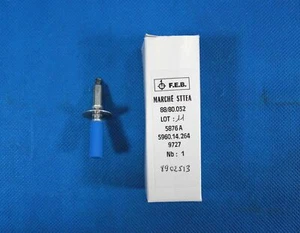 F.E.B.
MARCHÉ STTEA
88/80.052
LOT : 11
5876 A
5960.14.264
9727
Nb : 1
8902513